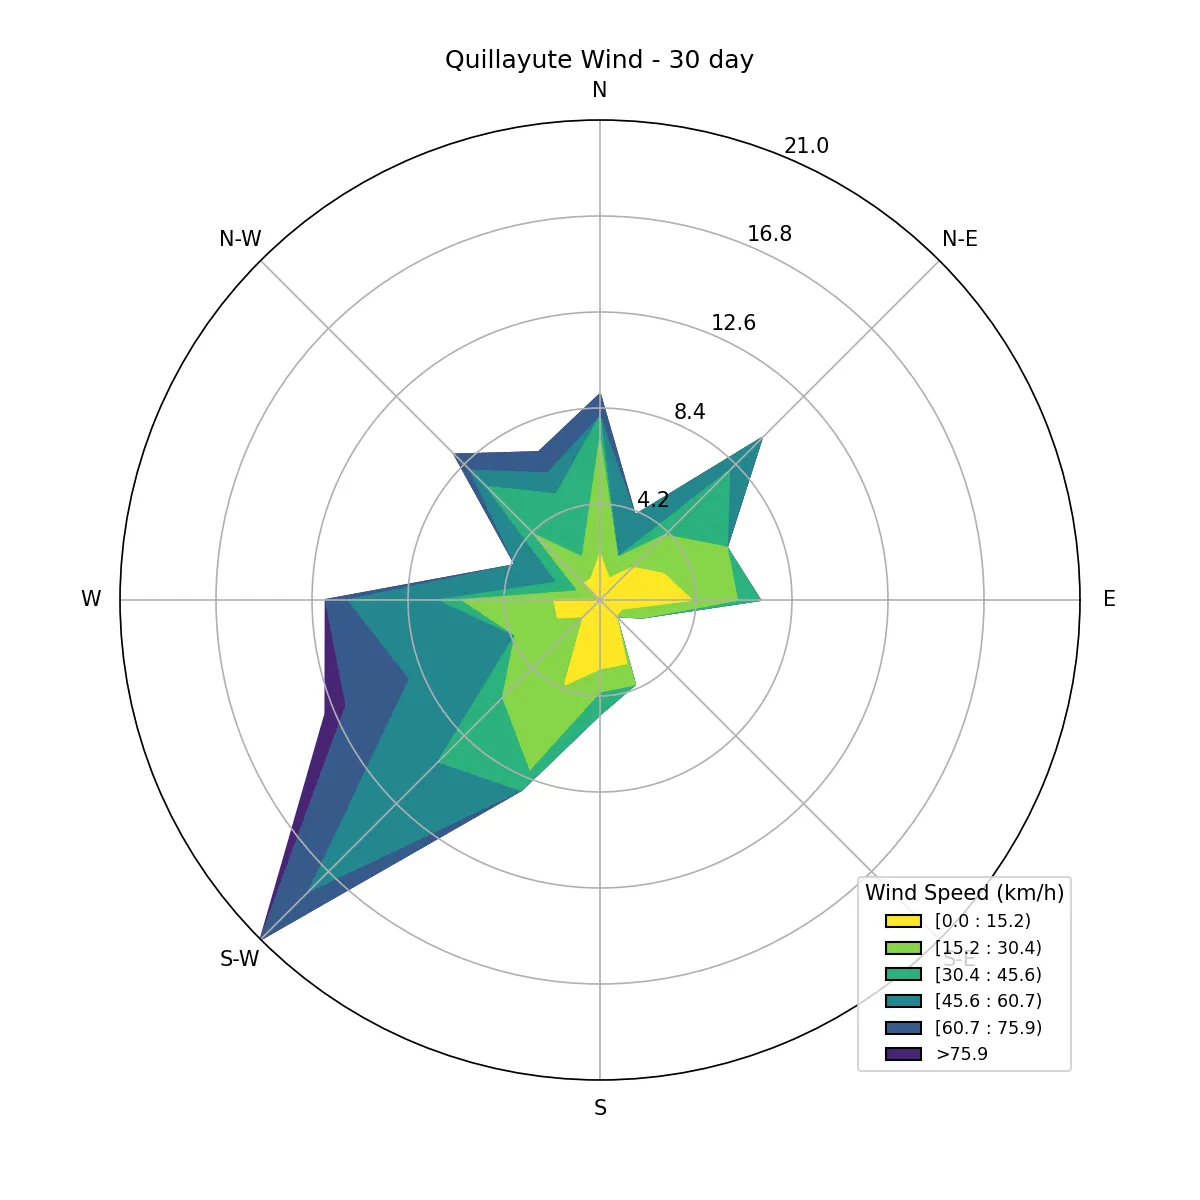 Quillayute Wind - 30 day
N
21.0
16.8
N-W
N-E
12.6
8.4
4.2
W
E
Wind Speed (km/h)
[0.0 : 15.2)
[15.2 : 30.4)
S-W
S-E
[30.4 : 45.6)
[45.6 : 60.7)
[60.7 : 75.9)
>75.9
S